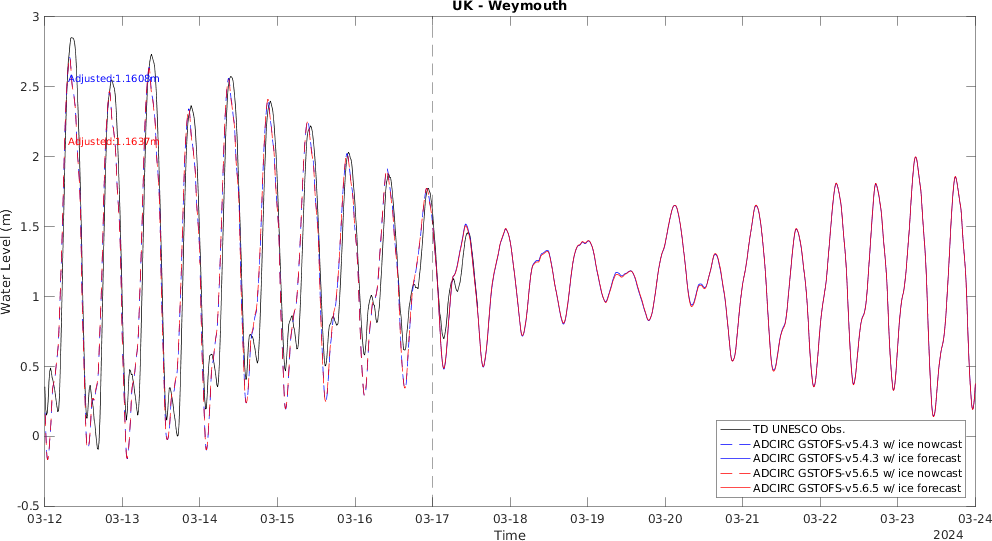 UK - Weymouth
3
2.5
2
1.5
1
0.5
0
-0.5
Water Level (m)
Adjusted:1.1608m
Adjusted:1.1637m
TD UNESCO Obs.
ADCIRC GSTOFS-v5.4.3 w/ ice nowcast
ADCIRC GSTOFS-v5.4.3 w/ ice forecast
ADCIRC GSTOFS-v5.6.5 w/ ice nowcast
ADCIRC GSTOFS-v5.6.5 w/ ice forecast
03-12 03-13 03-14 03-15 03-16 03-17 03-18 03-19 03-20 03-21 03-22 03-23 03-24
Time
2024